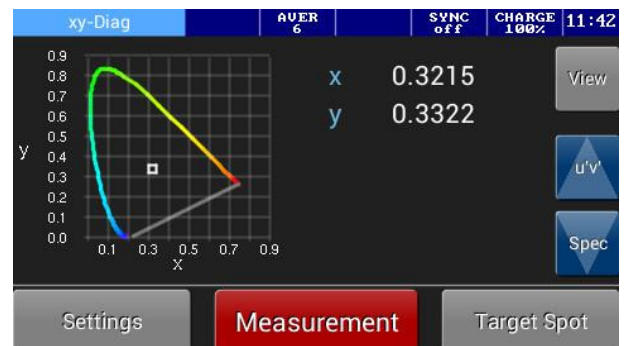 xy-Diag AVER 6 SYNC off CHARGE 100% 11:42
x 0.3215
y 0.3322
View
0.9
0.8
0.7
0.6
0.5
y 0.4
0.3
0.2
0.1
0.0
0.1 0.3 0.5 0.7 0.9
X
u'v'
Spec
Settings Measurement Target Spot